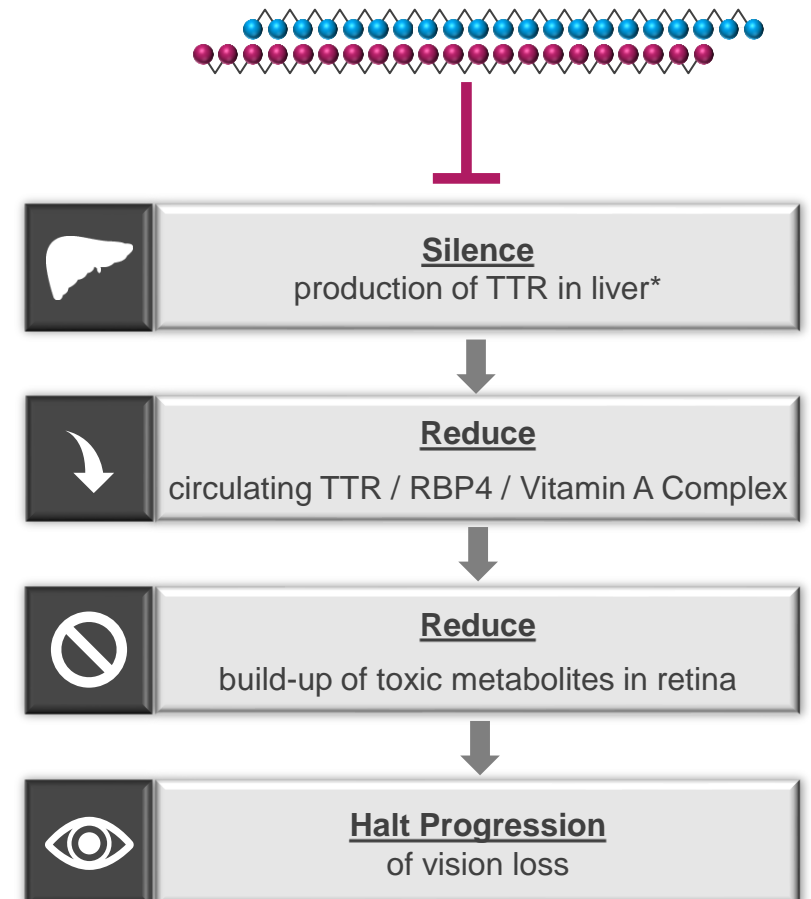 Silence
production of TTR in liver*
Reduce
circulating TTR / RBP4 / Vitamin A Complex
Reduce
build-up of toxic metabolites in retina
Halt Progression
of vision loss